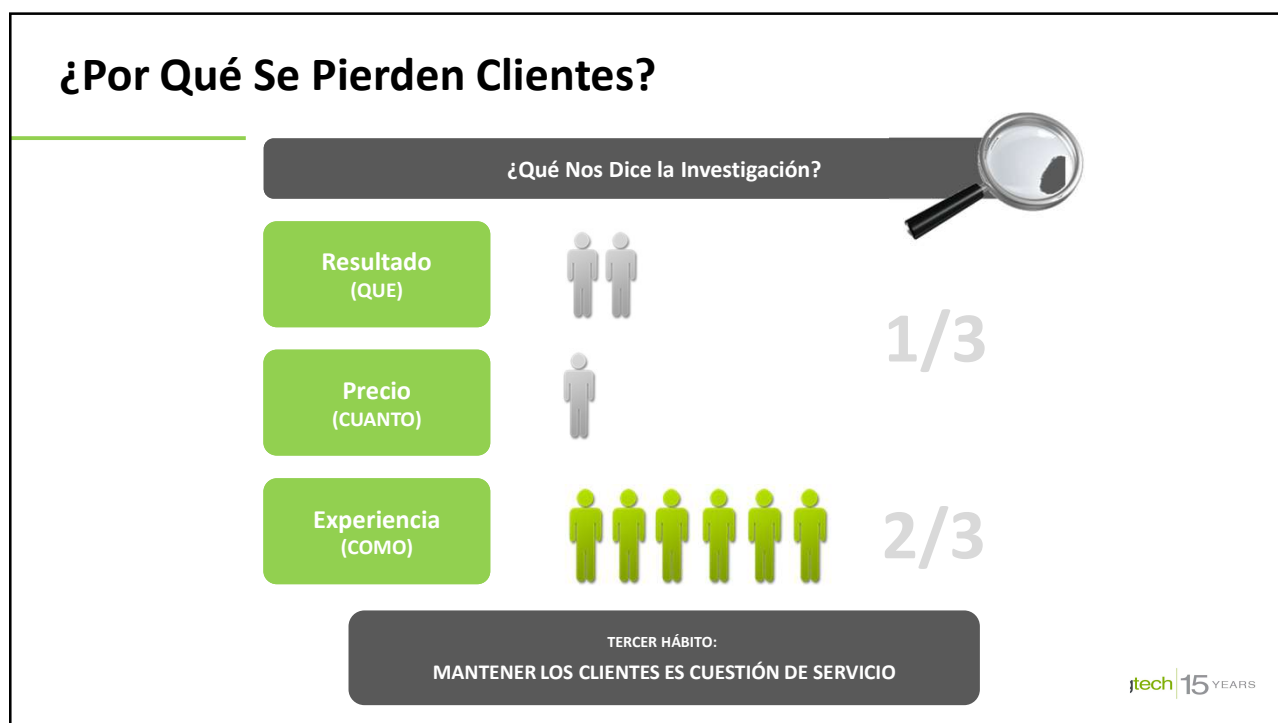 ¿Por Qué Se Pierden Clientes?
¿Qué Nos Dice la Investigación?
Resultado
(QUE)
1/3
Precio
(CUANTO)
Experiencia
(COMO)
2/3
TERCER HÁBITO:
MANTENER LOS CLIENTES ES CUESTIÓN DE SERVICIO
tech 15 YEARS